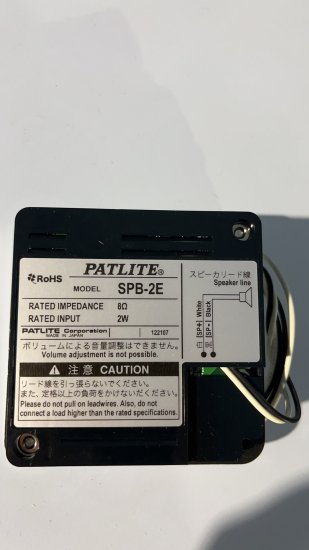 RoHS
PATLITE®
MODEL SPB-2E
RATED IMPEDANCE 8Ω
RATED INPUT 2W
PATLITE Corporation
MADE IN JAPAN
122187
ボリュームによる音量調整はできません。
Volume adjustment is not possible.
注意 CAUTION
リード線を引っ張らないでください。
また、定格以上の負荷をかけないでください。
Please do not pull on leadwires. Also, do not
connect a load higher than the rated specifications.
スピーカリード線
Speaker line
白 SP+ White
黒 SP- Black